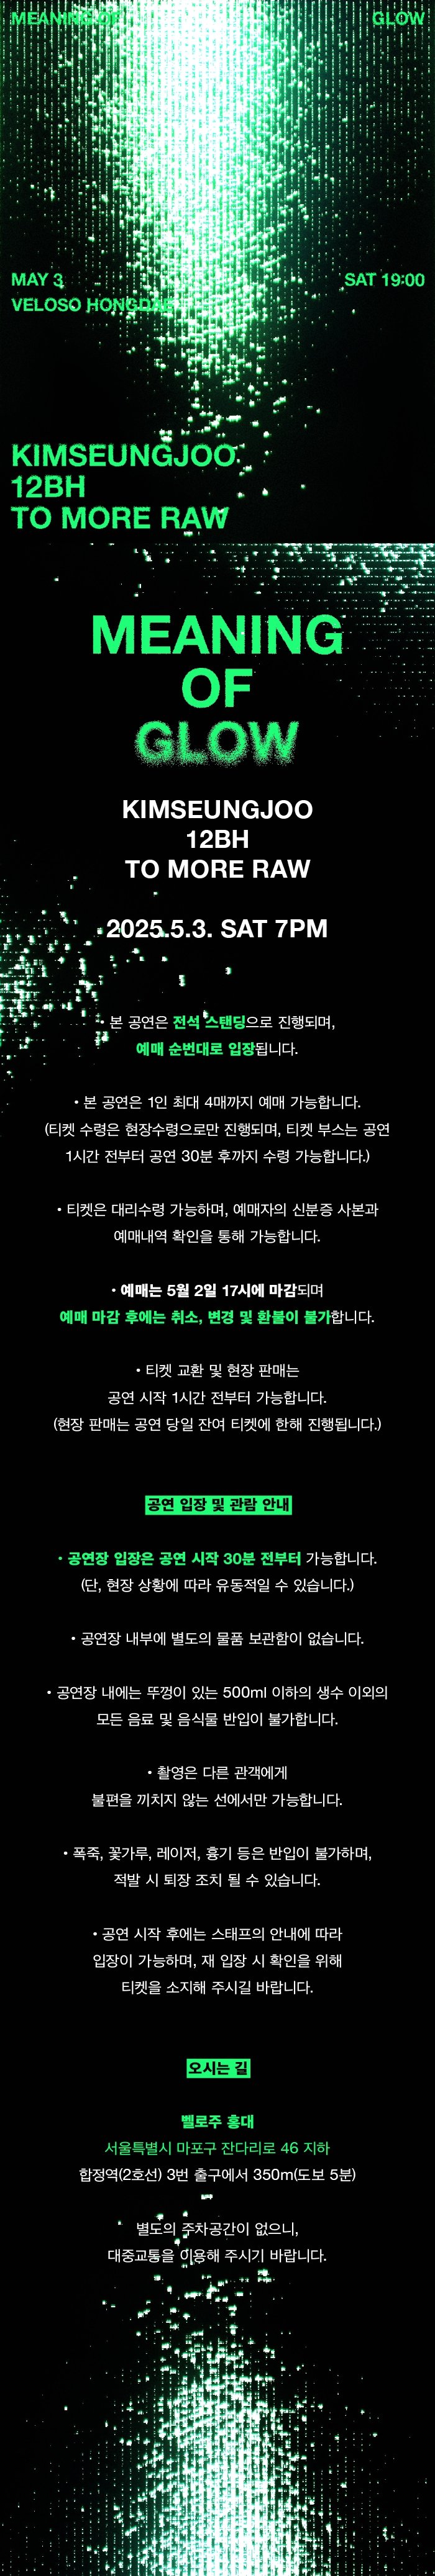 MEANING OF GLOW
MAY 3 SAT 19:00
VELOSO HONGDAE
KIMSEUNGJOO
12BH
TO MORE RAW
MEANING
OF
GLOW
KIMSEUNGJOO
12BH
TO MORE RAW
2025.5.3. SAT 7PM
• 본 공연은 전석 스탠딩으로 진행되며,
예매 순번대로 입장됩니다.
• 본 공연은 1인 최대 4매까지 예매 가능합니다.
(티켓 수령은 현장수령으로만 진행되며, 티켓 부스는 공연
1시간 전부터 공연 30분 후까지 수령 가능합니다.)
• 티켓은 대리수령 가능하며, 예매자의 신분증 사본과
예매내역 확인을 통해 가능합니다.
• 예매는 5월 2일 17시에 마감되며
예매 마감 후에는 취소, 변경 및 환불이 불가합니다.
• 티켓 교환 및 현장 판매는
공연 시작 1시간 전부터 가능합니다.
(현장 판매는 공연 당일 잔여 티켓에 한해 진행됩니다.)
공연 입장 및 관람 안내
• 공연장 입장은 공연 시작 30분 전부터 가능합니다.
(단, 현장 상황에 따라 유동적일 수 있습니다.)
• 공연장 내부에 별도의 물품 보관함이 없습니다.
• 공연장 내에는 뚜껑이 있는 500ml 이하의 생수 이외의
모든 음료 및 음식물 반입이 불가합니다.
• 촬영은 다른 관객에게
불편을 끼치지 않는 선에서만 가능합니다.
• 폭죽, 꽃가루, 레이저, 흉기 등은 반입이 불가하며,
적발 시 퇴장 조치 될 수 있습니다.
• 공연 시작 후에는 스태프의 안내에 따라
입장이 가능하며, 재 입장 시 확인을 위해
티켓을 소지해 주시길 바랍니다.
오시는 길
벨로주 홍대
서울특별시 마포구 잔다리로 46 지하
합정역(2호선) 3번 출구에서 350m(도보 5분)
별도의 주차공간이 없으니,
대중교통을 이용해 주시기 바랍니다.